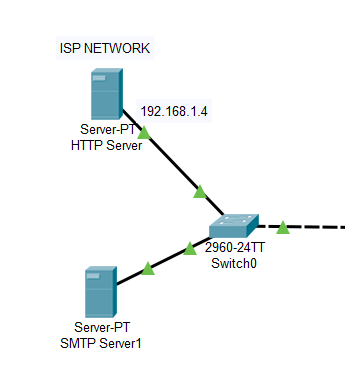 ISP NETWORK
192.168.1.4
Server-PT
HTTP Server
2960-24TT
Switch0
Server-PT
SMTP Server1